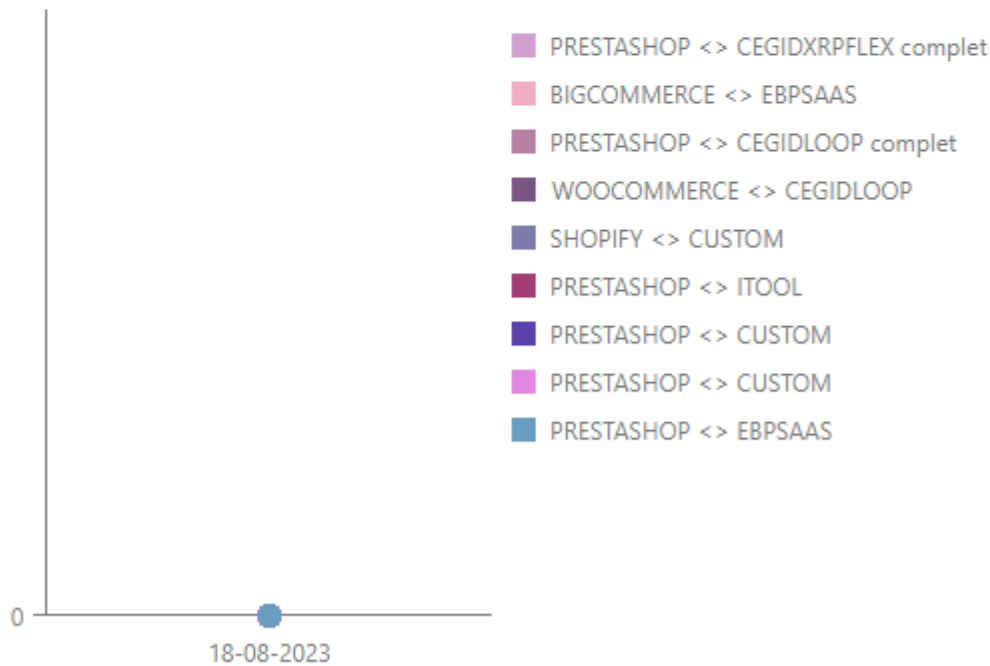 PRESTASHOP <> CEGIDXRPFLEX complet
BIGCOMMERCE <> EBPSAAS
PRESTASHOP <> CEGIDLOOP complet
WOOCOMMERCE <> CEGIDLOOP
SHOPIFY <> CUSTOM
PRESTASHOP <> ITOOL
PRESTASHOP <> CUSTOM
PRESTASHOP <> CUSTOM
PRESTASHOP <> EBPSAAS
0
18-08-2023